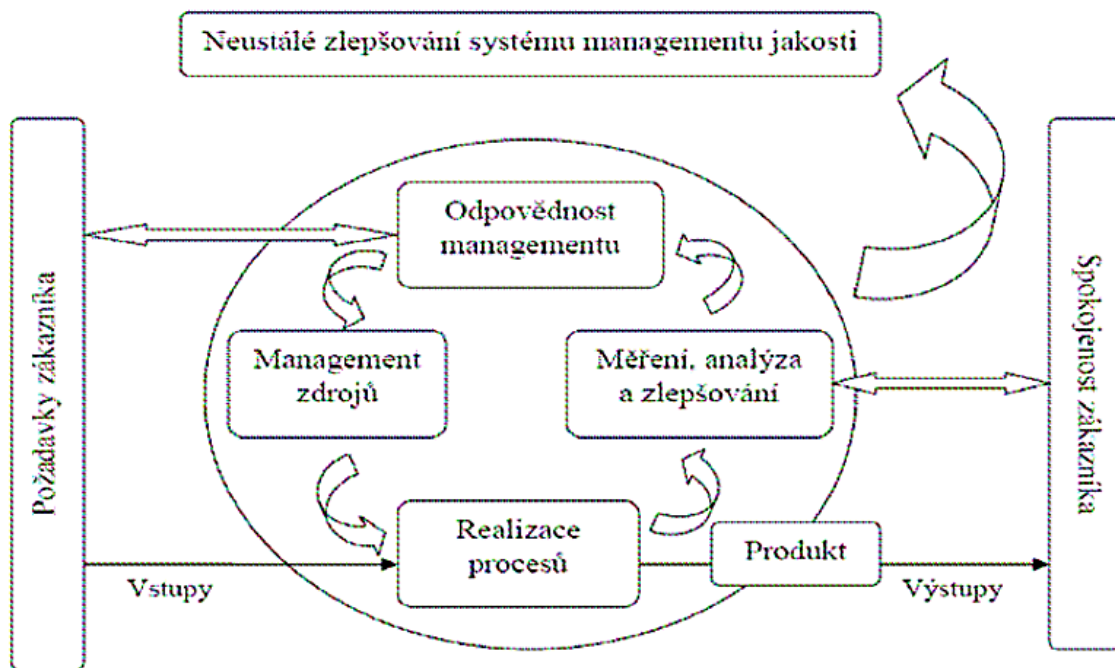 Neustálé zlepšování systému managementu jakosti
Požadavky zákazníka
Odpovědnost
managementu
Management
zdrojů
Měření, analýza
a zlepšování
Realizace
procesů
Produkt
Vstupy
Výstupy
Spokojenost zákazníka